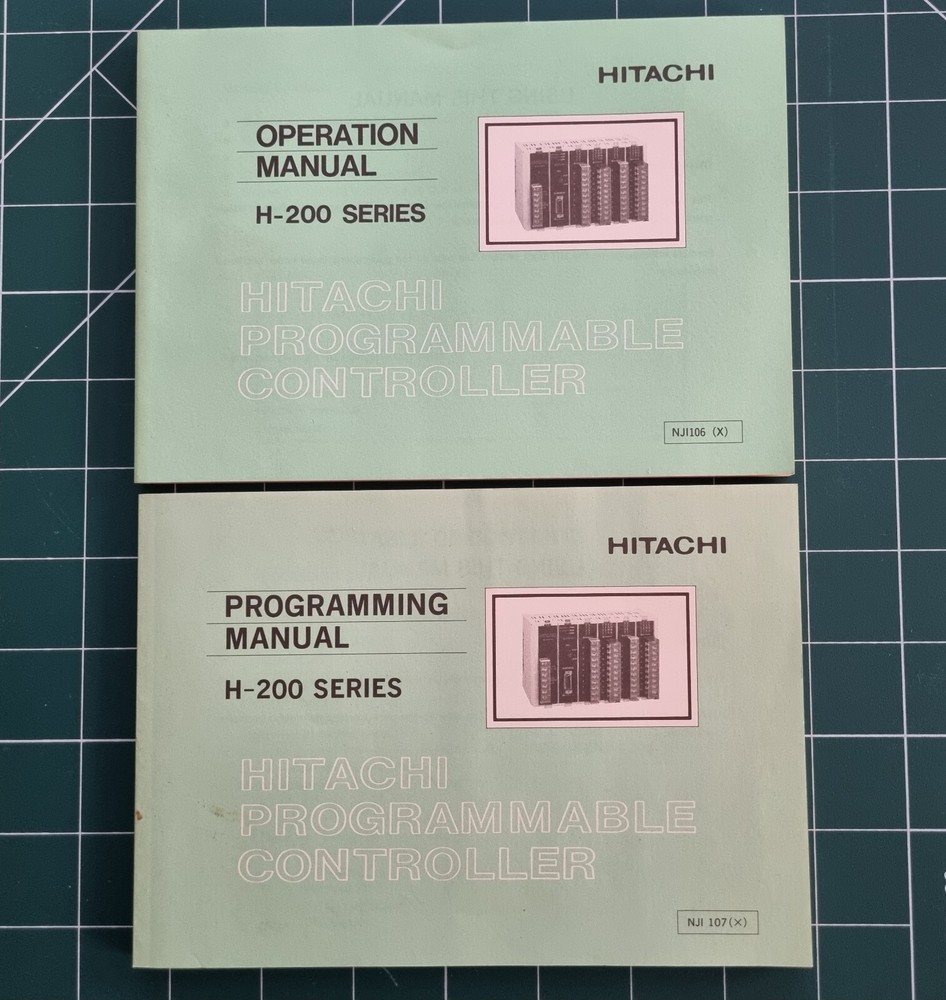 HITACHI
OPERATION
MANUAL
H-200 SERIES
HITACHI
PROGRAMMABLE
CONTROLLER
NJI106 (X)
HITACHI
PROGRAMMING
MANUAL
H-200 SERIES
HITACHI
PROGRAMMABLE
CONTROLLER
NJI 107(X)